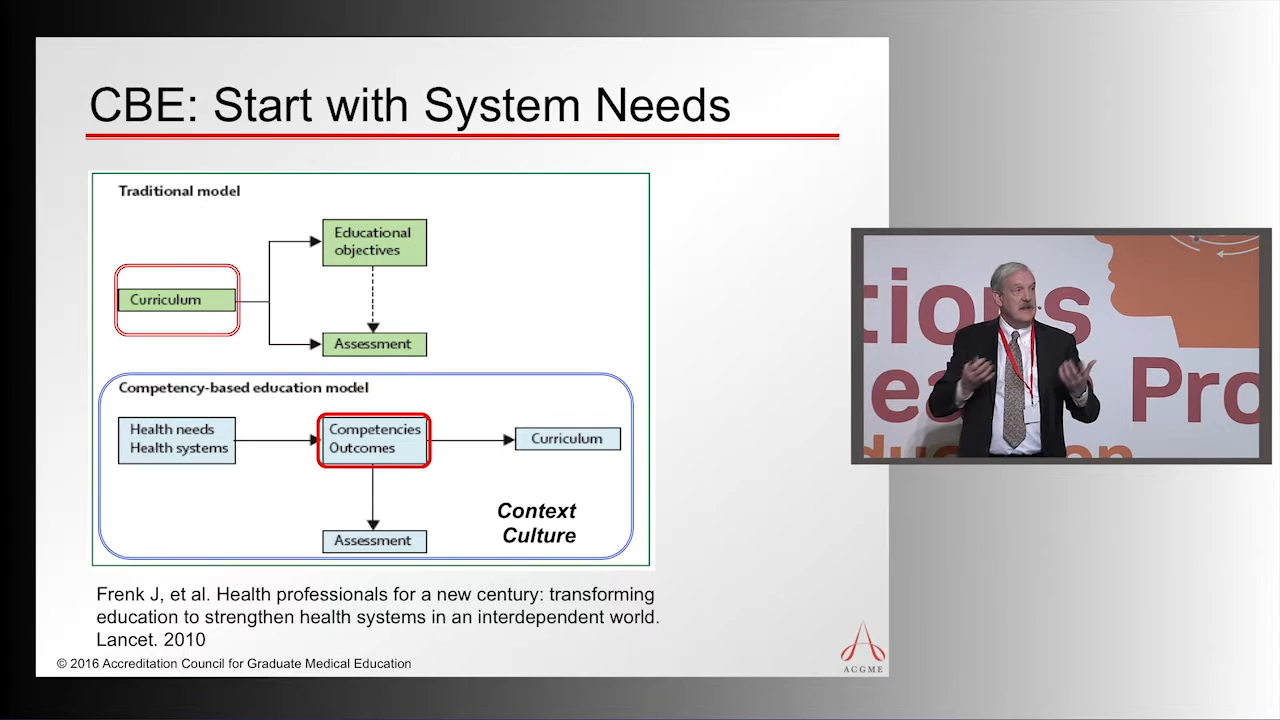 CBE: Start with System Needs
Traditional model
Educational
objectives
Curriculum
Assessment
Competency-based education model
Health needs
Health systems
Competencies
Outcomes
Curriculum
Context
Culture
Assessment
Frenk J, et al. Health professionals for a new century: transforming
education to strengthen health systems in an interdependent world.
Lancet. 2010
© 2016 Accreditation Council for Graduate Medical Education
ACGME
tions
Pro